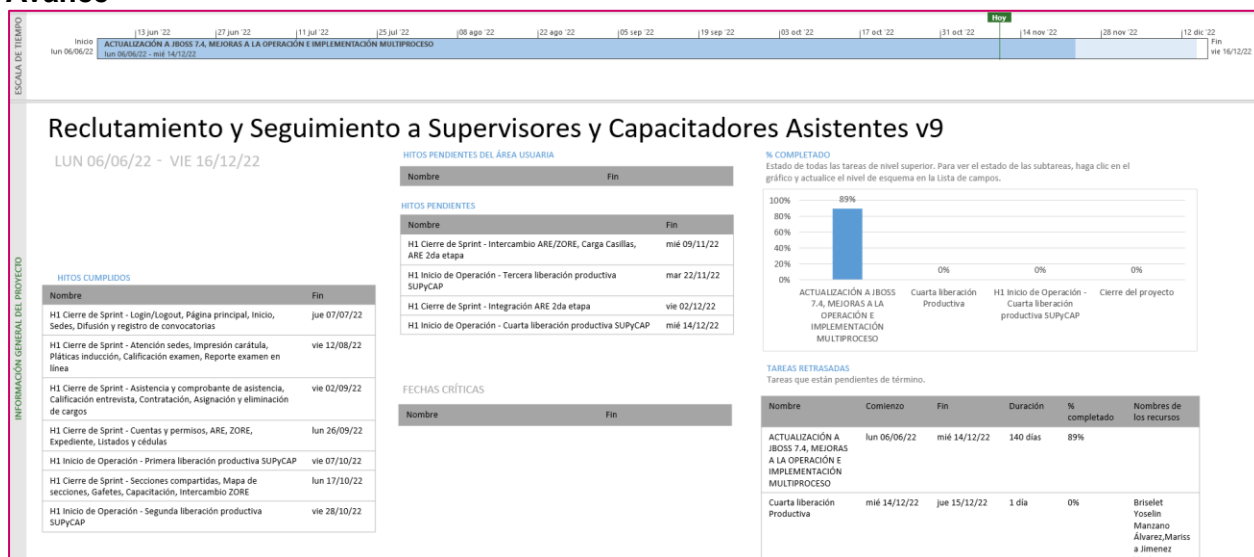 Avance
ESCALA DE TIEMPO
Hoy
13 jun '22
27 jun '22
11 jul '22
25 jul '22
08 ago '22
22 ago '22
05 sep '22
19 sep '22
03 oct '22
17 oct '22
31 oct '22
14 nov '22
28 nov '22
12 dic '22
Inicio
lun 06/06/22
ACTUALIZACIÓN A JBOSS 7.4, MEJORAS A LA OPERACIÓN E IMPLEMENTACIÓN MULTIPROCESO
lun 06/06/22 - mié 14/12/22
Fin
vie 16/12/22
INFORMACIÓN GENERAL DEL PROYECTO
Reclutamiento y Seguimiento a Supervisores y Capacitadores Asistentes v9
LUN 06/06/22 - VIE 16/12/22
HITOS CUMPLIDOS
Nombre Fin
H1 Cierre de Sprint - Login/Logout, Página principal, Inicio, jue 07/07/22
Sedes, Difusión y registro de convocatorias
H1 Cierre de Sprint - Atención sedes, Impresión carátula, vie 12/08/22
Pláticas inducción, Calificación examen, Reporte examen en
línea
H1 Cierre de Sprint - Asistencia y comprobante de asistencia, vie 02/09/22
Calificación entrevista, Contratación, Asignación y eliminación
de cargos
H1 Cierre de Sprint - Cuentas y permisos, ARE, ZORE, lun 26/09/22
Expediente, Listados y cédulas
H1 Inicio de Operación - Primera liberación productiva SUPyCAP vie 07/10/22
H1 Cierre de Sprint - Secciones compartidas, Mapa de lun 17/10/22
secciones, Gafetes, Capacitación, Intercambio ZORE
H1 Inicio de Operación - Segunda liberación productiva vie 28/10/22
SUPyCAP
HITOS PENDIENTES DEL ÁREA USUARIA
Nombre Fin
HITOS PENDIENTES
Nombre Fin
H1 Cierre de Sprint - Intercambio ARE/ZORE, Carga Casillas, mié 09/11/22
ARE 2da etapa
H1 Inicio de Operación - Tercera liberación productiva mar 22/11/22
SUPyCAP
H1 Cierre de Sprint - Integración ARE 2da etapa vie 02/12/22
H1 Inicio de Operación - Cuarta liberación productiva SUPyCAP mié 14/12/22
FECHAS CRÍTICAS
Nombre Fin
% COMPLETADO
Estado de todas las tareas de nivel superior. Para ver el estado de las subtareas, haga clic en el
gráfico y actualice el nivel de esquema en la Lista de campos.
100%
80%
60%
40%
20%
0%
89%
0%
0%
0%
ACTUALIZACIÓN A JBOSS
7.4, MEJORAS A LA
OPERACIÓN E
IMPLEMENTACIÓN
MULTIPROCESO
Cuarta liberación
Productiva
H1 Inicio de Operación -
Cuarta liberación
productiva SUPyCAP
Cierre del proyecto
TAREAS RETRASADAS
Tareas que están pendientes de término.
Nombre Comienzo Fin Duración % completado Nombres de los recursos
ACTUALIZACIÓN A lun 06/06/22 mié 14/12/22 140 días 89%
JBOSS 7.4, MEJORAS
A LA OPERACIÓN E
IMPLEMENTACIÓN
MULTIPROCESO
Cuarta liberación mié 14/12/22 jue 15/12/22 1 día 0% Briselet
Productiva Yoselin
Manzano
Álvarez,Mariss
a Jimenez